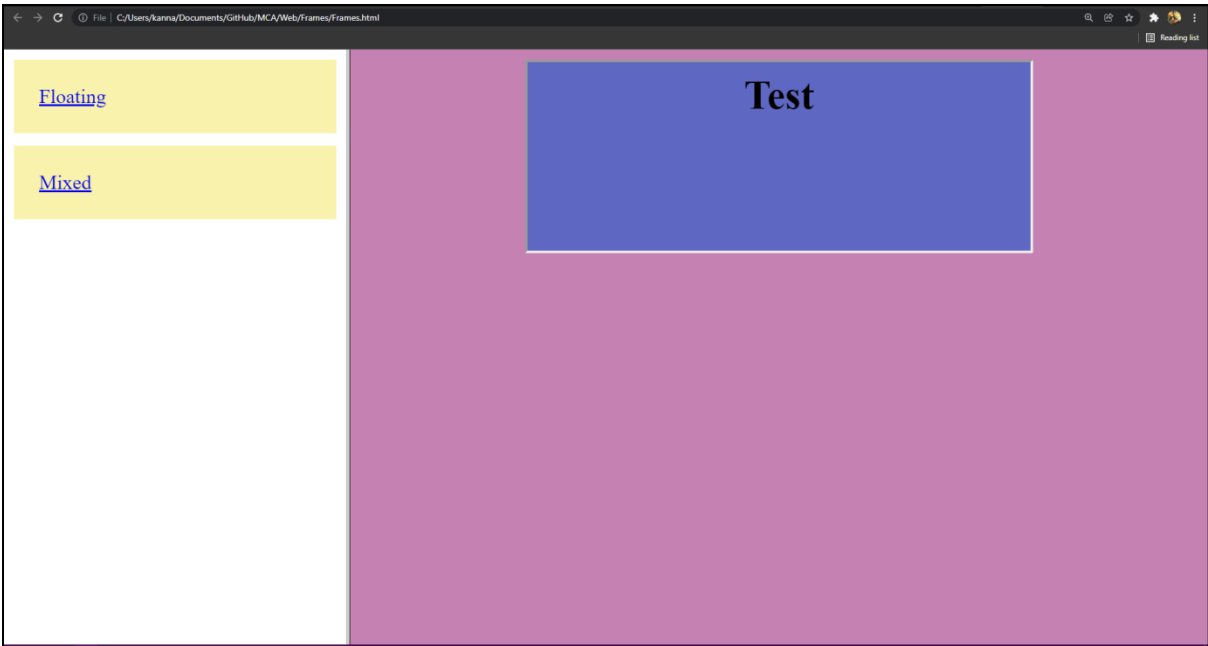 File | C:/Users/kanna/Documents/GitHub/MCA/Web/Frames/Frames.html
Reading list
Floating
Mixed
Test